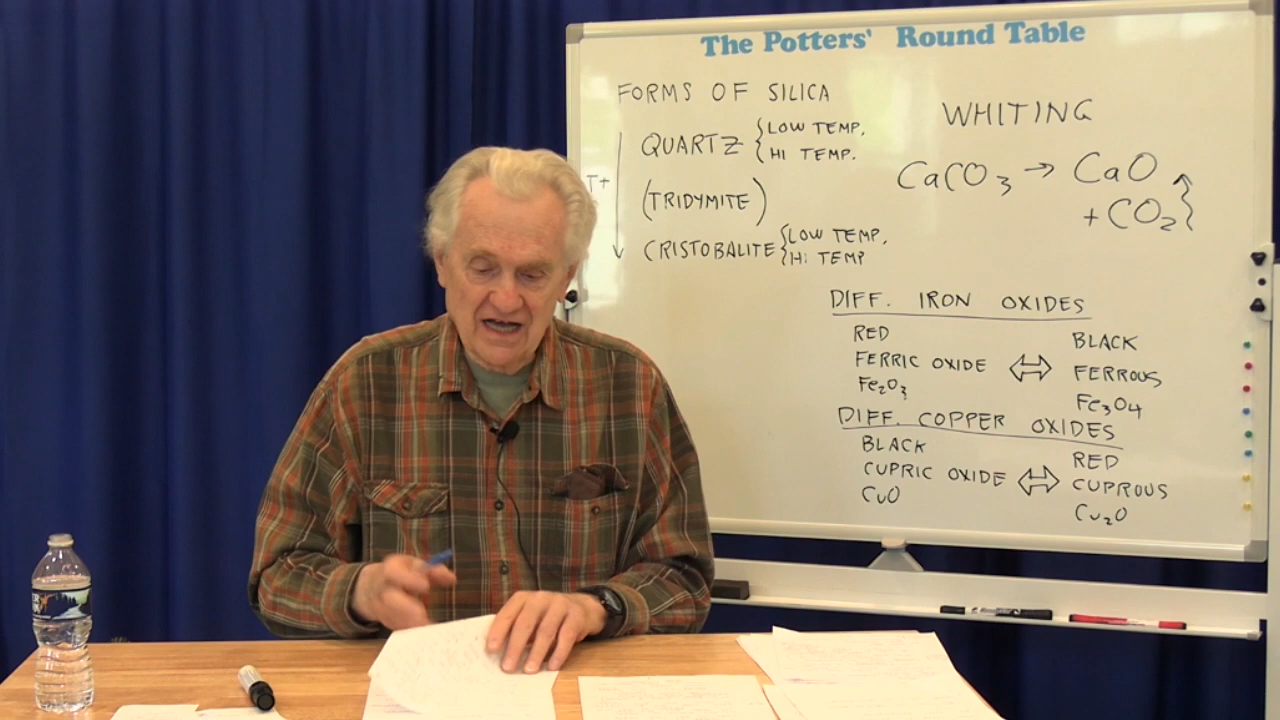 The Potters' Round Table
FORMS OF SILICA
T+
QUARTZ { LOW TEMP.
HI TEMP.
(TRIDYMITE)
CRISTOBALITE { LOW TEMP.
HI TEMP
WHITING
CaCO3 → CaO
+ CO2
DIFF. IRON OXIDES
RED
FERRIC OXIDE ⇔
Fe2O3
BLACK
FERROUS
Fe3O4
DIFF. COPPER OXIDES
BLACK
CUPRIC OXIDE ⇔
CuO
RED
CUPROUS
Cu2O